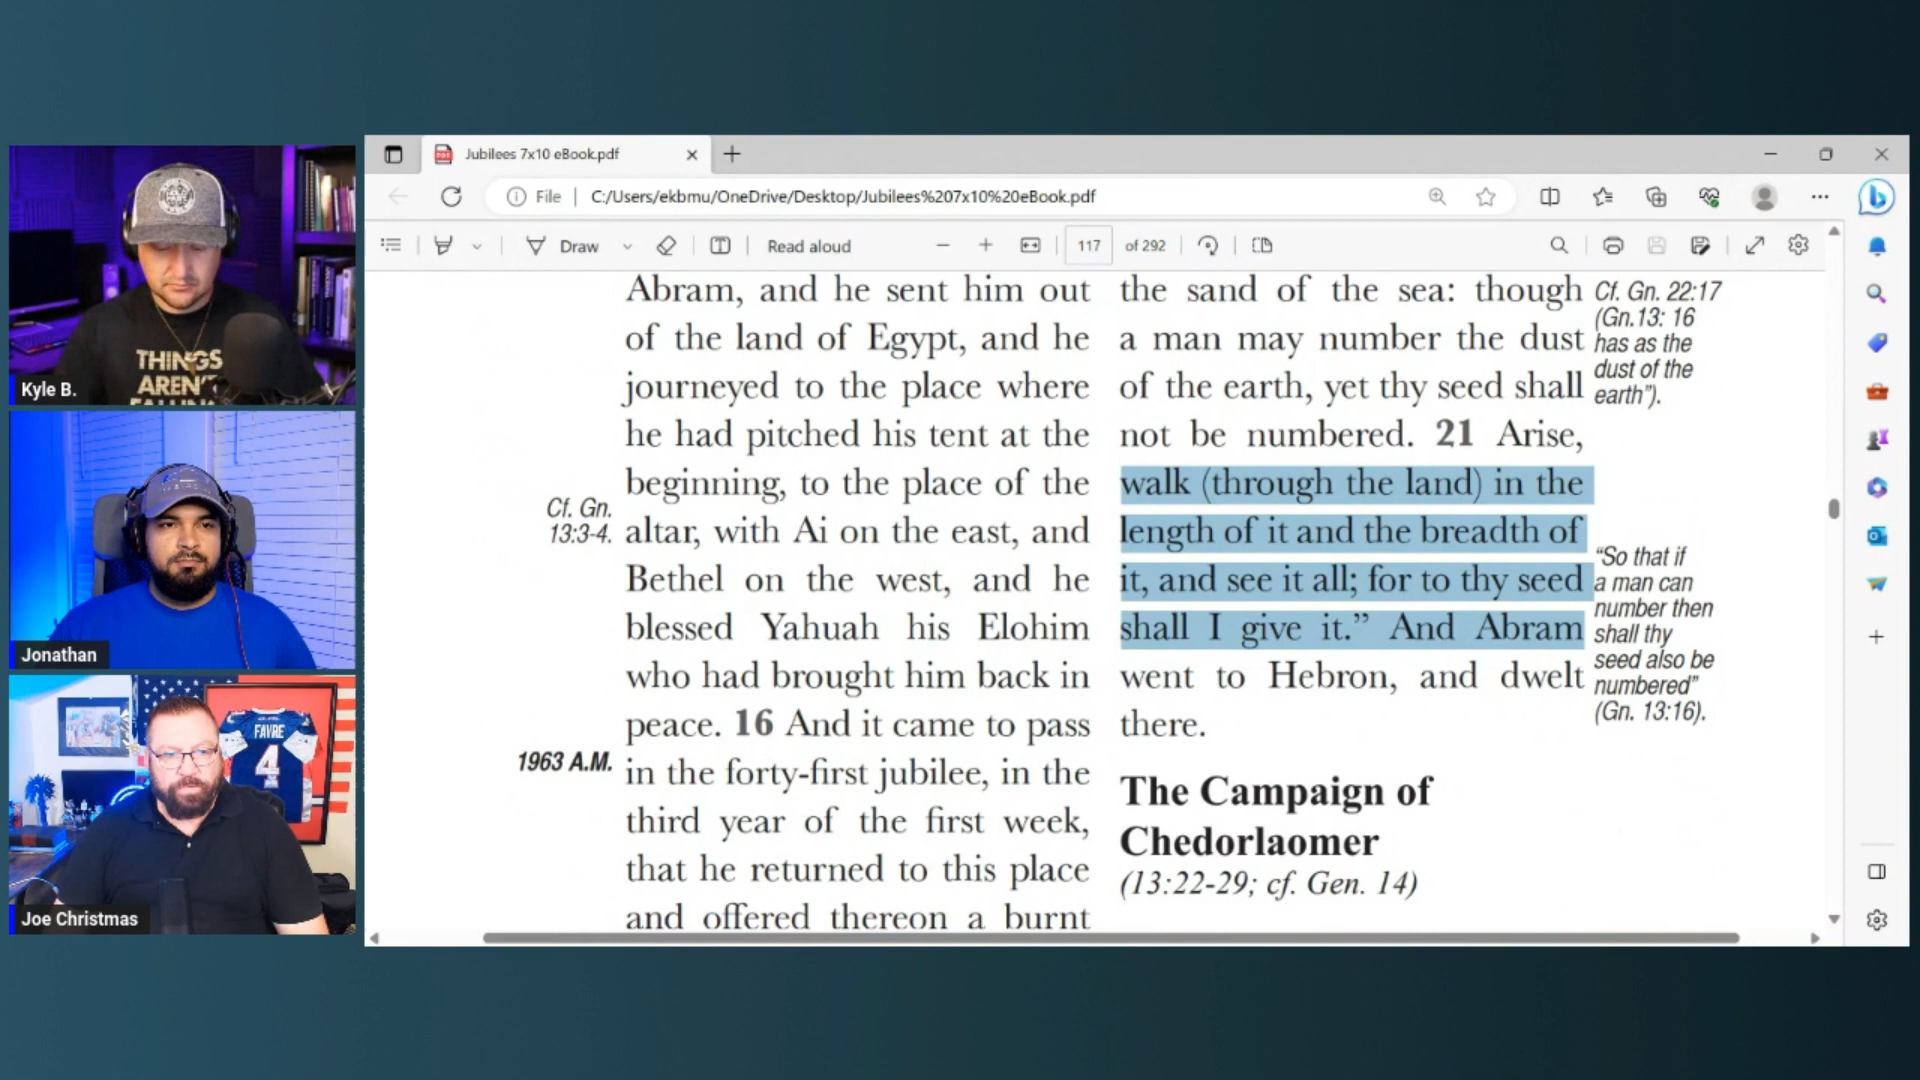 Jubilees 7x10 eBook.pdf
File
C:/Users/ekbmu/OneDrive/Desktop/Jubilees%207x10%20eBook.pdf
Draw
Read aloud
117 of 292
THINGS
AREN'T
Kyle B.
Jonathan
FAVRE
4
Joe Christmas
Cf. Gn.
13:3-4.
1963 A.M.
Abram, and he sent him out
of the land of Egypt, and he
journeyed to the place where
he had pitched his tent at the
beginning, to the place of the
altar, with Ai on the east, and
Bethel on the west, and he
blessed Yahuah his Elohim
who had brought him back in
peace. 16 And it came to pass
in the forty-first jubilee, in the
third year of the first week,
that he returned to this place
and offered thereon a burnt
the sand of the sea: though
a man may number the dust
of the earth, yet thy seed shall
not be numbered. 21 Arise,
walk (through the land) in the
length of it and the breadth of
it, and see it all; for to thy seed
shall I give it.” And Abram
went to Hebron, and dwelt
there.
The Campaign of
Chedorlaomer
(13:22-29; cf. Gen. 14)
Cf. Gn. 22:17
(Gn.13: 16
has as the
dust of the
earth”).
“So that if
a man can
number then
shall thy
seed also be
numbered”
(Gn. 13:16).